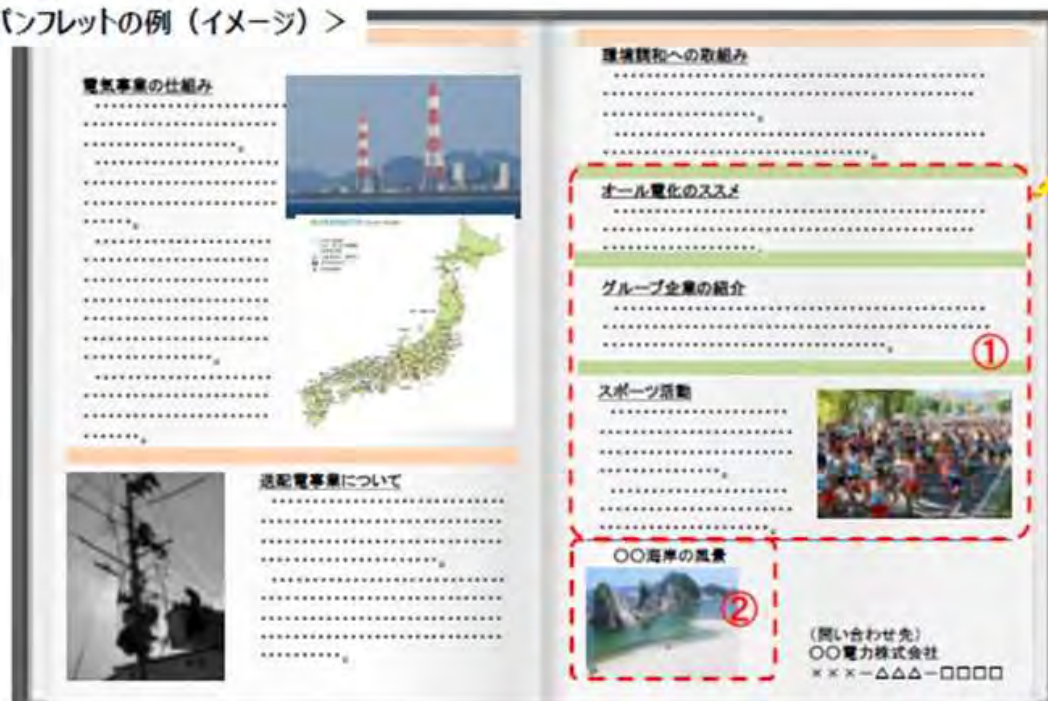 パンフレットの例（イメージ）＞
電気事業の仕組み
送配電事業について
環境調和への取組み
オール電化のススメ
グループ企業の紹介
①
スポーツ活動
〇〇海岸の風景
②
（問い合わせ先）
〇〇電力株式会社
×××－△△△－□□□□